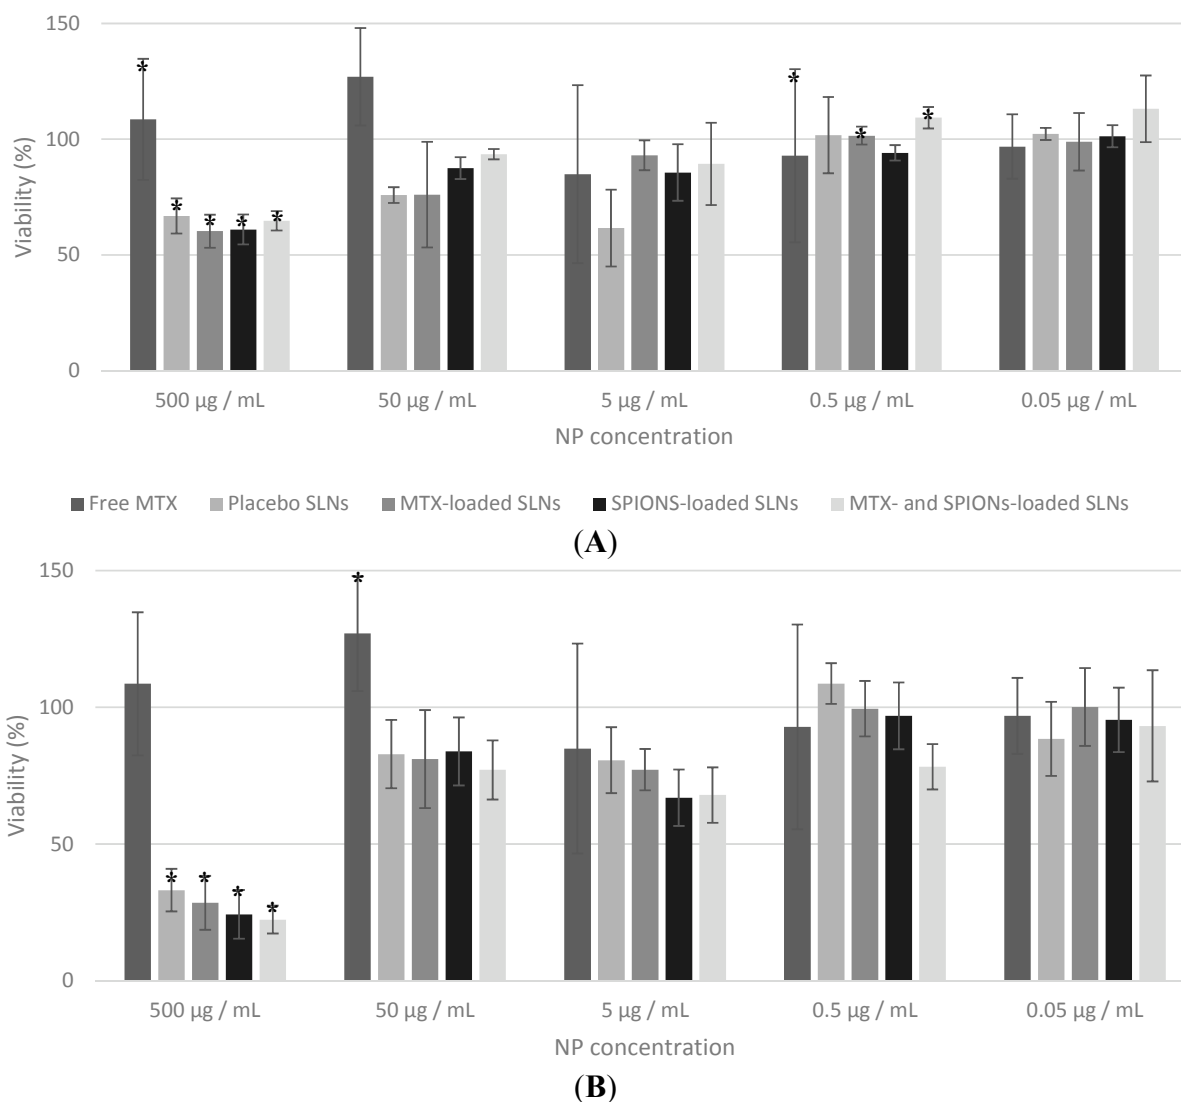 150
100
50
0
Viability (%)
*
*
*
*
*
*
*
*
500 µg / mL
50 µg / mL
5 µg / mL
0.5 µg / mL
0.05 µg / mL
NP concentration
Free MTX
Placebo SLNs
MTX-loaded SLNs
SPIONS-loaded SLNs
MTX- and SPIONs-loaded SLNs
(A)
150
100
50
0
Viability (%)
*
*
*
*
*
500 µg / mL
50 µg / mL
5 µg / mL
0.5 µg / mL
0.05 µg / mL
NP concentration
(B)